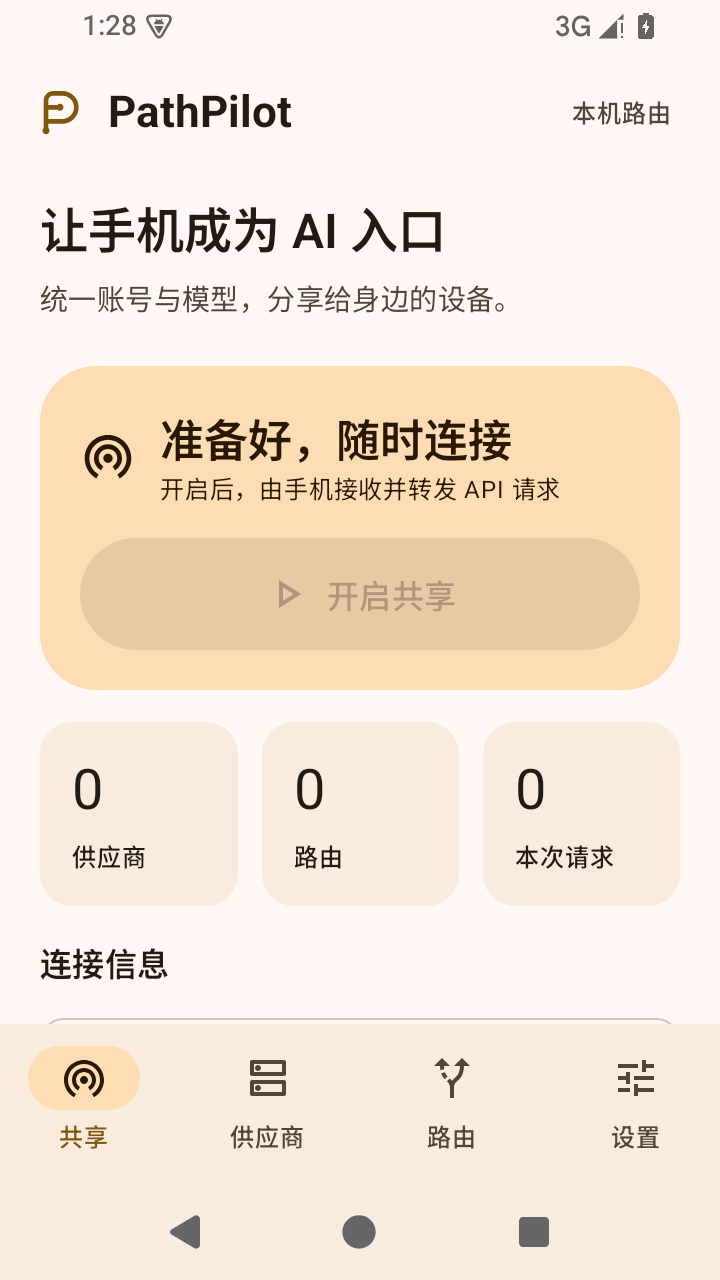 1:28
3G
PathPilot
本机路由
让手机成为 AI 入口
统一账号与模型，分享给身边的设备。
准备好，随时连接
开启后，由手机接收并转发 API 请求
开启共享
0
0
0
供应商
路由
本次请求
连接信息
共享
供应商
路由
设置